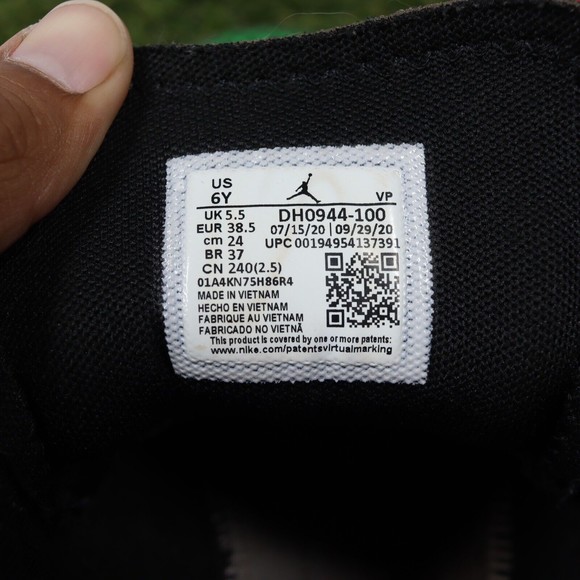 US
6Y
VP
UK 5.5
EUR 38.5
cm 24
BR 37
CN 240(2.5)
DH0944-100
07/15/20 | 09/29/20
UPC 00194954137391
01A4KN75H86R4
MADE IN VIETNAM
HECHO EN VIETNAM
FABRIQUE AU VIETNAM
FABRICADO NO VIETNÃ
This product is covered by one or more patents:
www.nike.com/patentsvirtualmarking